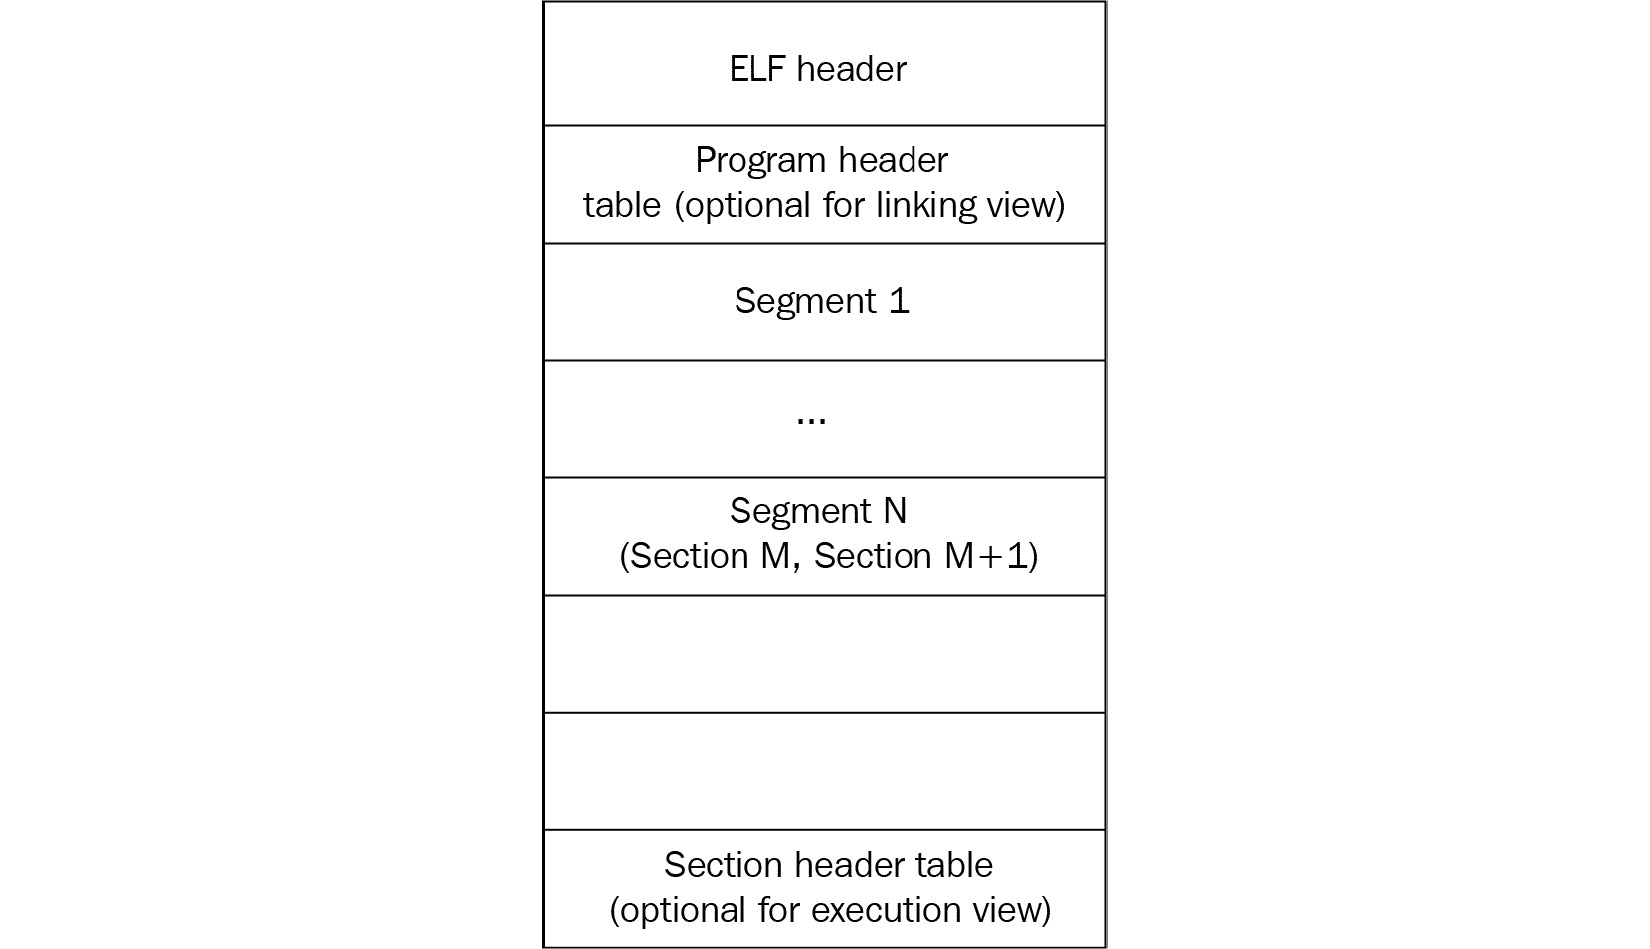 ELF header
Program header
table (optional for linking view)
Segment 1
...
Segment N
(Section M, Section M+1)
Section header table
(optional for execution view)